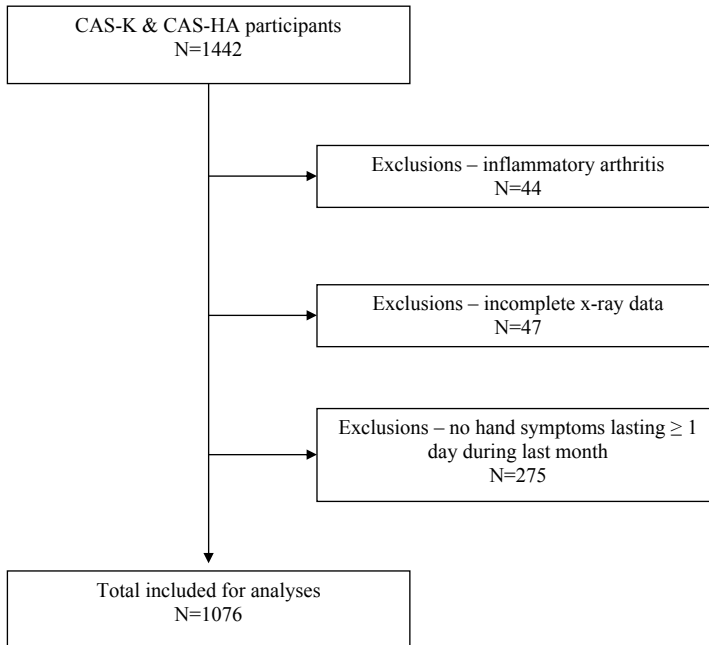 CAS-K & CAS-HA participants
N=1442
Exclusions – inflammatory arthritis
N=44
Exclusions – incomplete x-ray data
N=47
Exclusions – no hand symptoms lasting ≥ 1
day during last month
N=275
Total included for analyses
N=1076